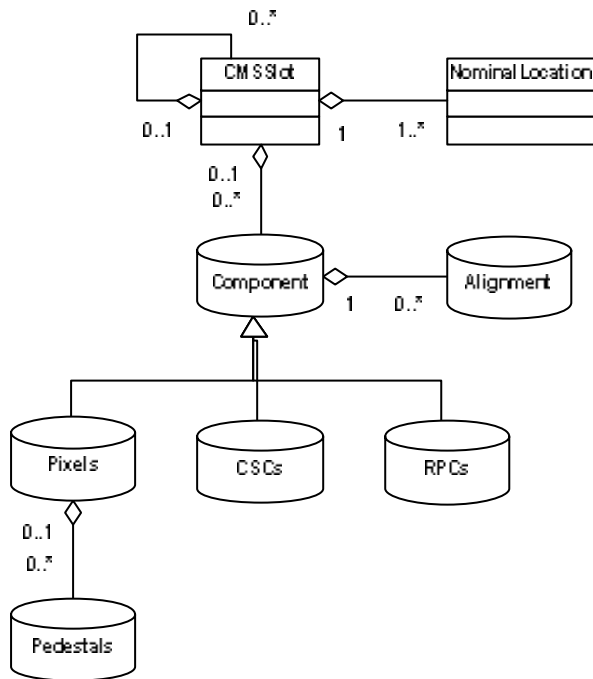 0..*
CMSSlot
Nominal Location
0..1
1
1..*
0..1
0..*
Component
Alignment
1
0..*
Pixels
CSCs
RPCs
0..1
0..*
Pedestals